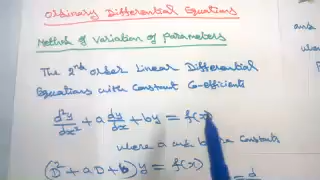 Ordinary Differential Equations
Method of Variation of Parameters
The 2nd order Linear Differential
Equations with Constant Co-efficients
d²y/dx² + a dy/dx + by = f(x)
where a and b are constants
(D² + aD + b) y = f(x)